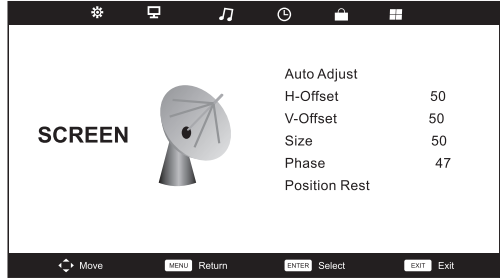 SCREEN
Auto Adjust
H-Offset 50
V-Offset 50
Size 50
Phase 47
Position Rest
Move MENU Return ENTER Select EXIT Exit